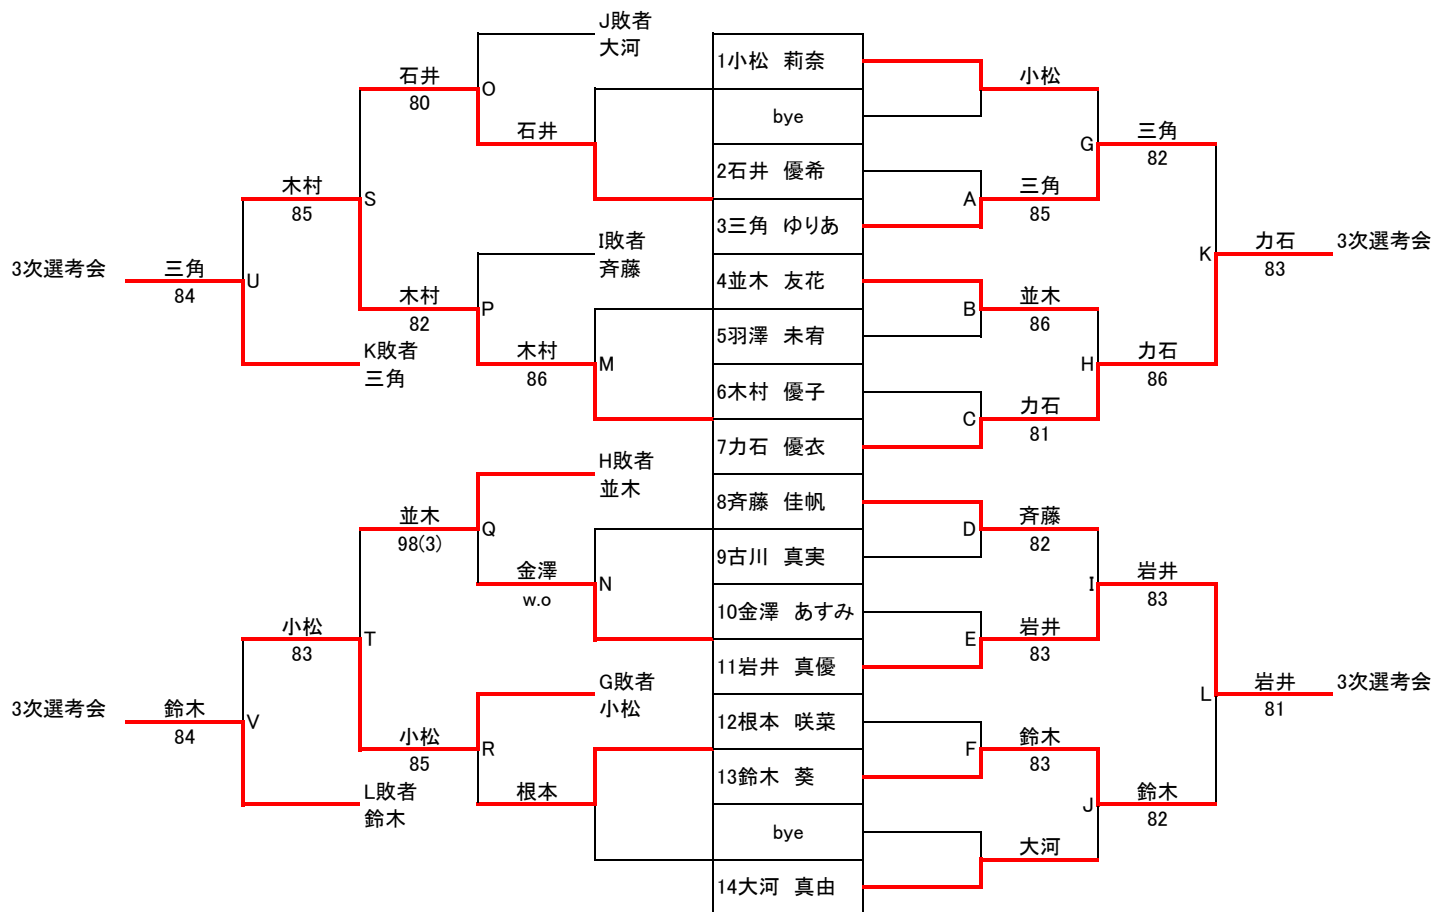 J敗者
大河
石井
80
O
石井
木村
85
S
I敗者
斉藤
3次選考会
三角
84
U
木村
82
P
木村
86
M
K敗者
三角
H敗者
並木
並木
98(3)
Q
金澤
w.o
N
小松
83
T
G敗者
小松
3次選考会
鈴木
84
V
小松
85
R
根本
L敗者
鈴木
1小松 莉奈
bye
2石井 優希
3三角 ゆりあ
4並木 友花
5羽澤 未宥
6木村 優子
7力石 優衣
8斉藤 佳帆
9古川 真実
10金澤 あすみ
11岩井 真優
12根本 咲菜
13鈴木 葵
bye
14大河 真由
小松
G
三角
82
A
三角
85
K
力石
83
3次選考会
B
並木
86
H
力石
86
C
力石
81
D
斉藤
82
I
岩井
83
E
岩井
83
L
岩井
81
3次選考会
F
鈴木
83
J
鈴木
82
大河